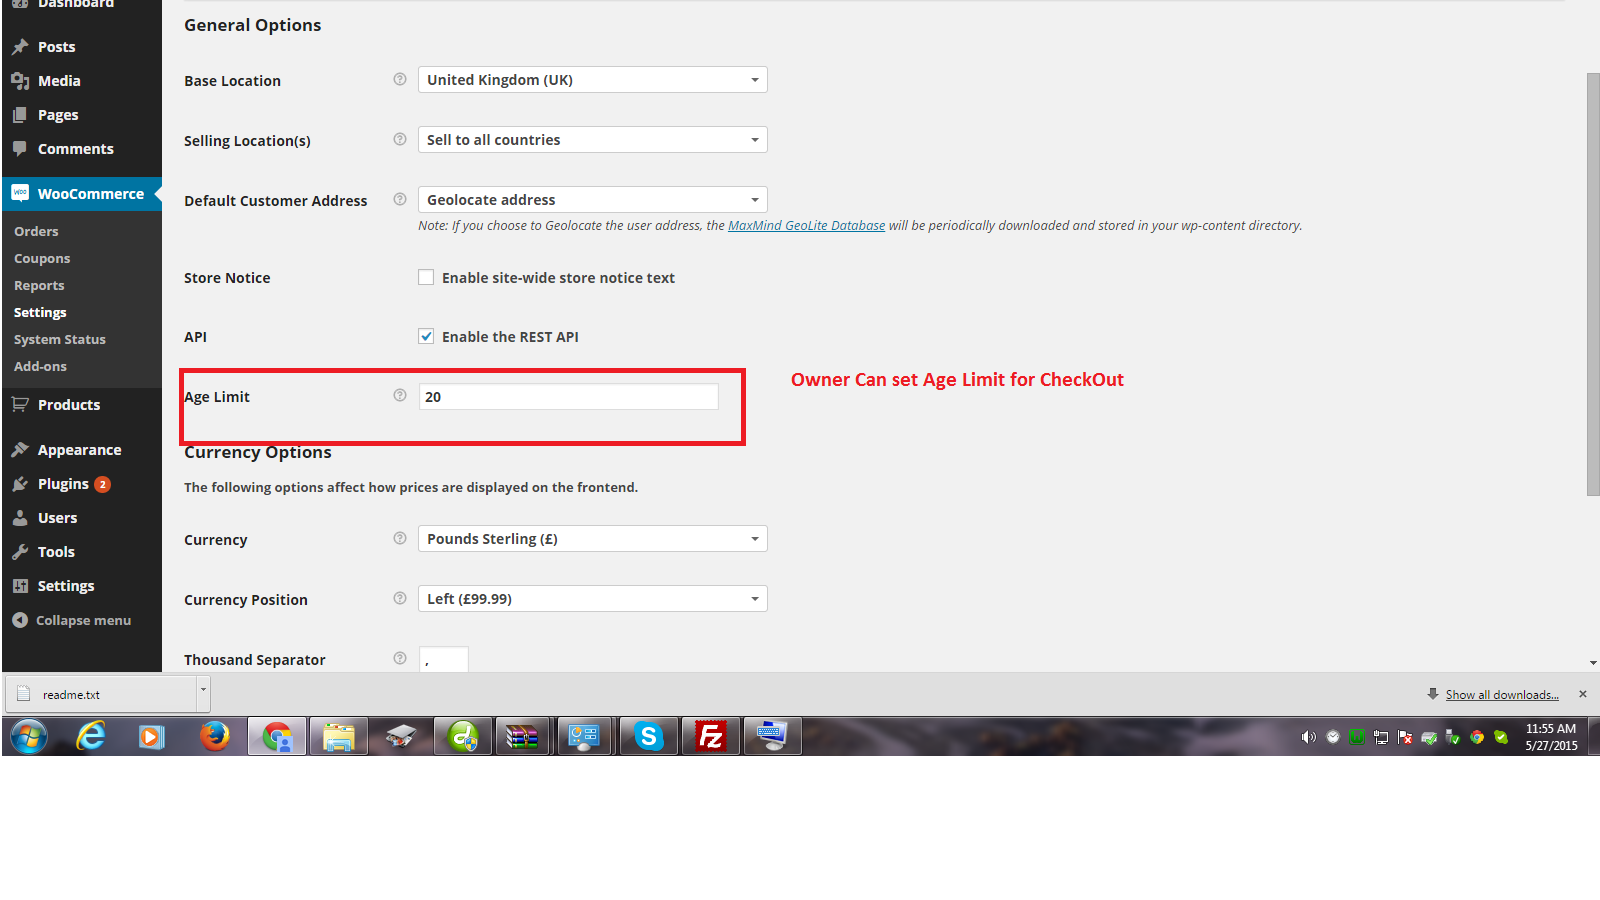 Dashboard
Posts
Media
Pages
Comments
WooCommerce
Orders
Coupons
Reports
Settings
System Status
Add-ons
Products
Appearance
Plugins 2
Users
Tools
Settings
Collapse menu
General Options
Base Location United Kingdom (UK)
Selling Location(s) Sell to all countries
Default Customer Address Geolocate address
Note: If you choose to Geolocate the user address, the MaxMind GeoLite Database will be periodically downloaded and stored in your wp-content directory.
Store Notice Enable site-wide store notice text
API Enable the REST API
Age Limit 20
Owner Can set Age Limit for CheckOut
Currency Options
The following options affect how prices are displayed on the frontend.
Currency Pounds Sterling (£)
Currency Position Left (£99.99)
Thousand Separator ,
readme.txt
Show all downloads...
11:55 AM
5/27/2015